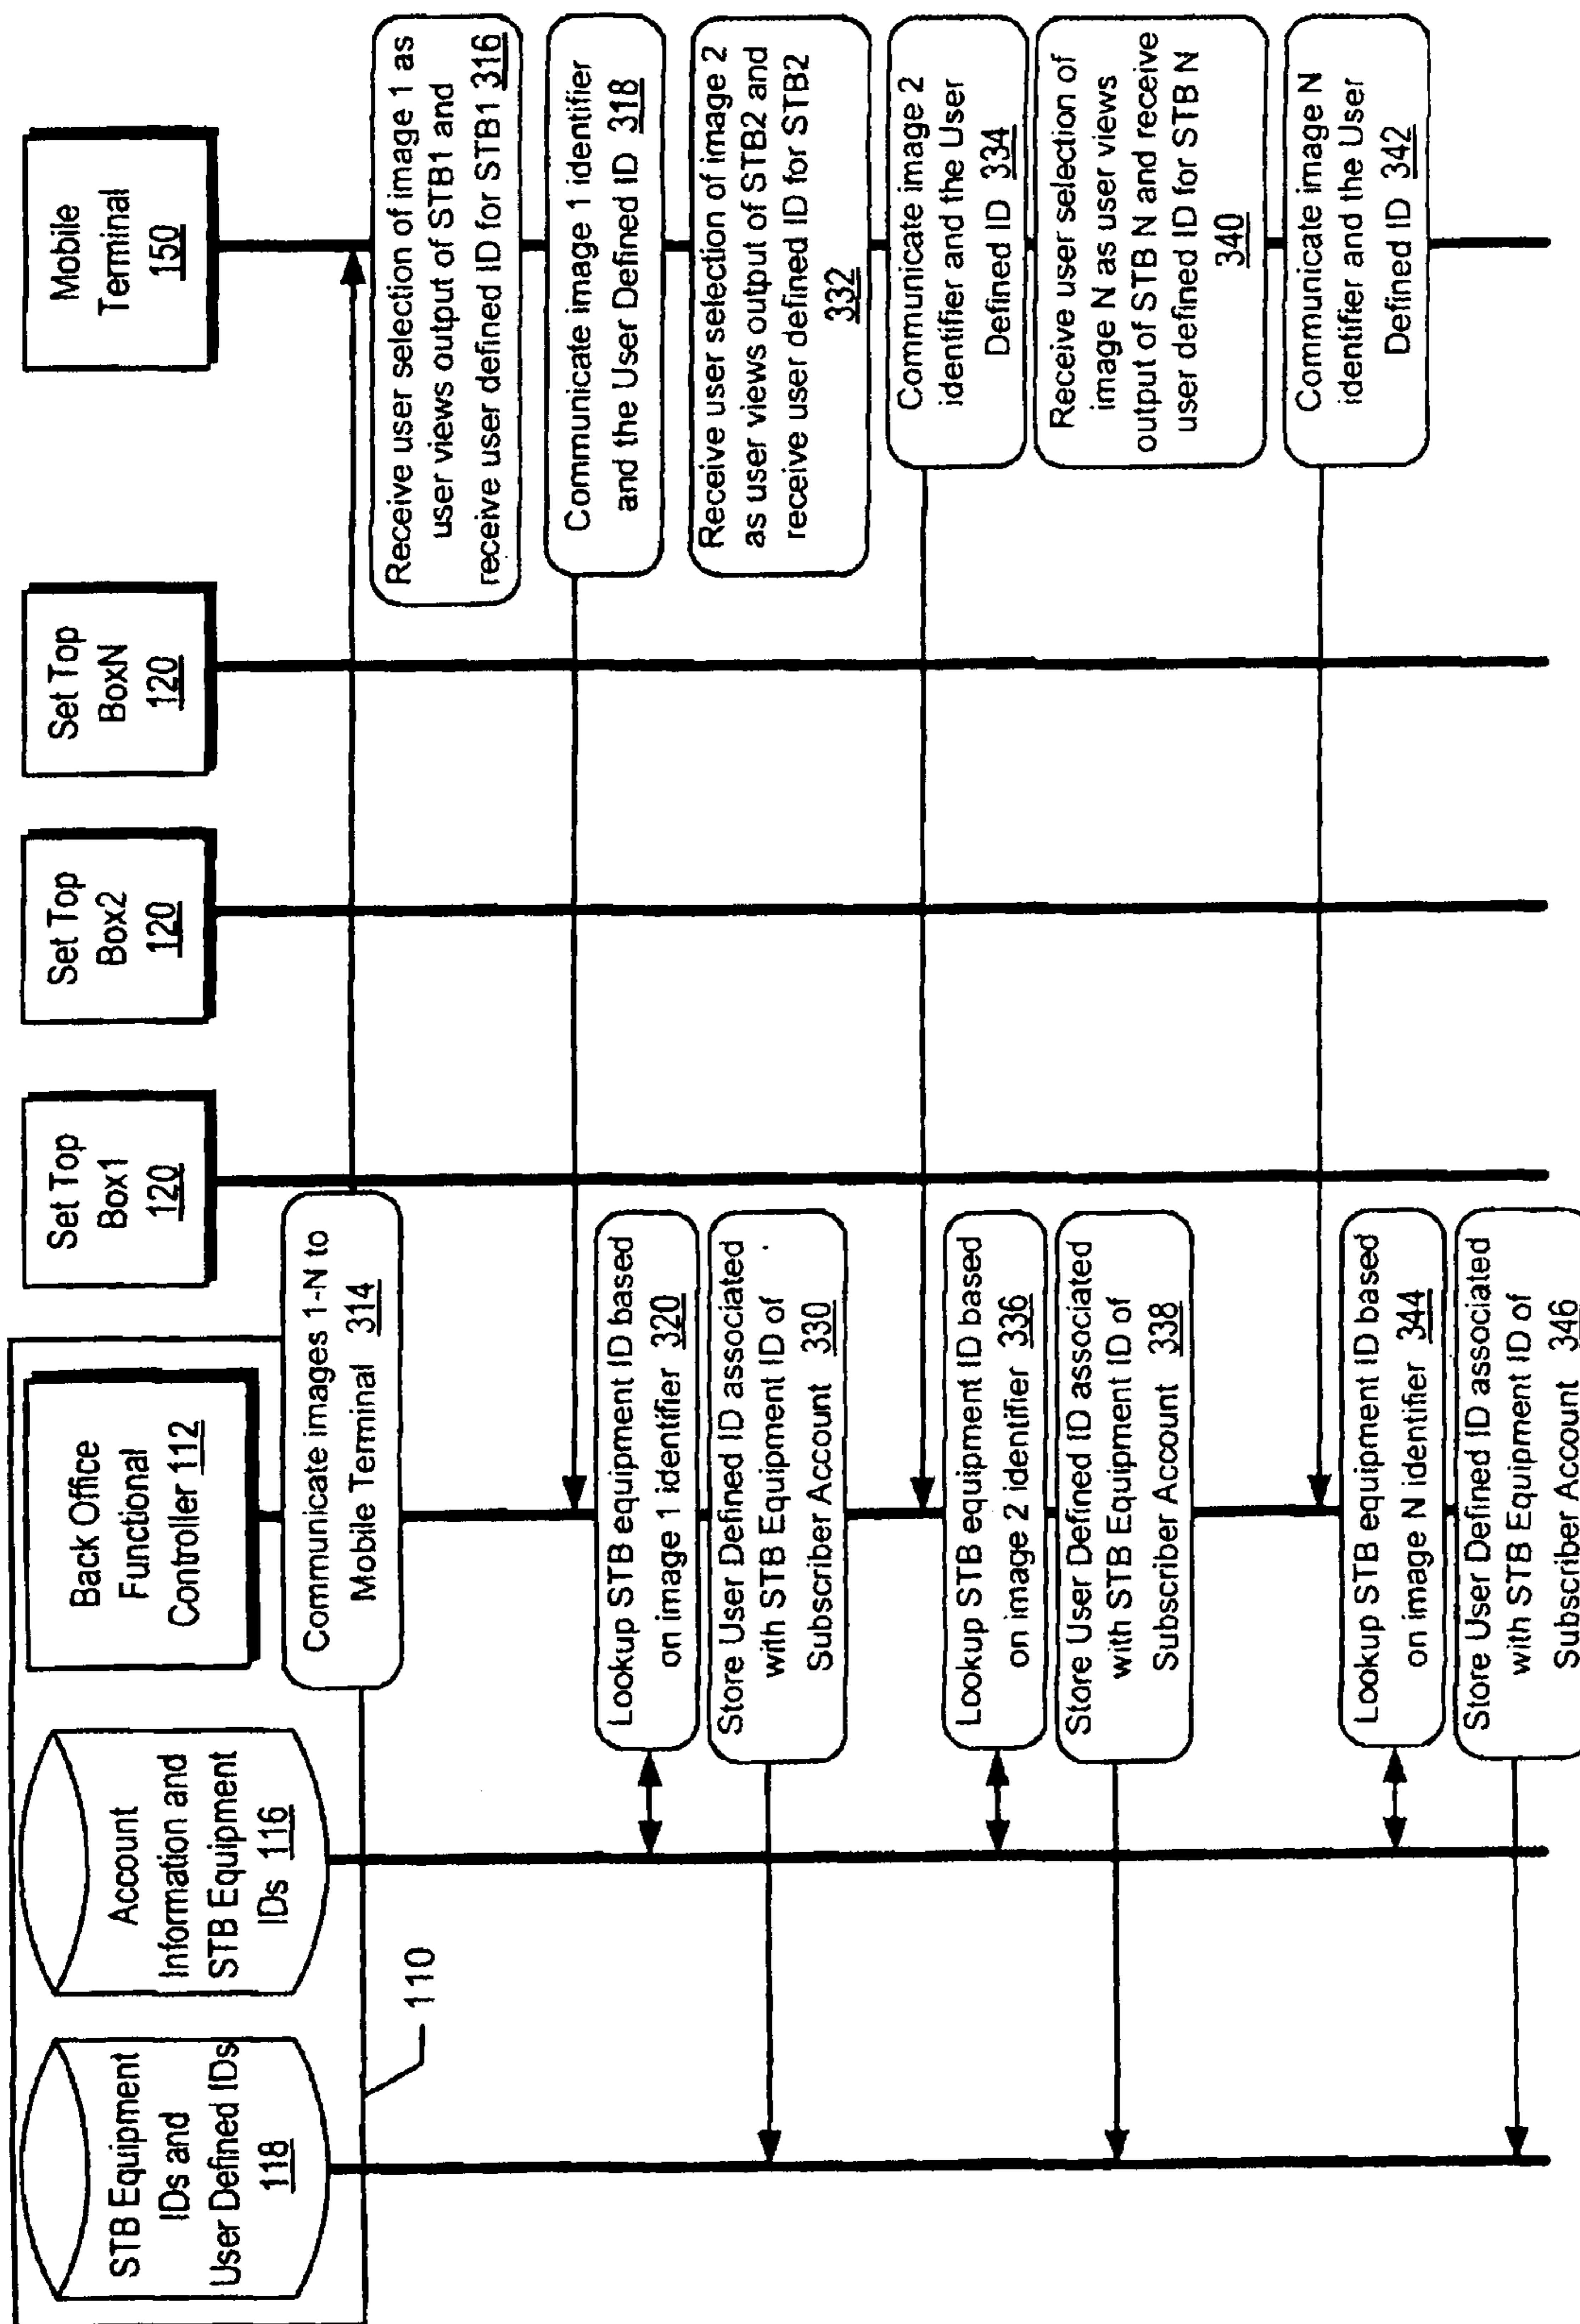 STB Equipment
IDs and
User Defined IDs
118
Account
Information and
STB Equipment
IDs 116
Back Office
Functional
Controller 112
Set Top
Box1
120
Set Top
Box2
120
Set Top
BoxN
120
Mobile
Terminal
150
110
Communicate images 1-N to
Mobile Terminal 314
Receive user selection of image 1 as
user views output of STB1 and
receive user defined ID for STB1 316
Communicate image 1 identifier
and the User Defined ID 318
Lookup STB equipment ID based
on image 1 identifier 320
Store User Defined ID associated
with STB Equipment ID of
Subscriber Account 330
Receive user selection of image 2
as user views output of STB2 and
receive user defined ID for STB2
332
Communicate image 2
identifier and the User
Defined ID 334
Lookup STB equipment ID based
on image 2 identifier 336
Store User Defined ID associated
with STB Equipment ID of
Subscriber Account 338
Receive user selection of
image N as user views
output of STB N and receive
user defined ID for STB N
340
Communicate image N
identifier and the User
Defined ID 342
Lookup STB equipment ID based
on image N identifier 344
Store User Defined ID associated
with STB Equipment ID of
Subscriber Account 346